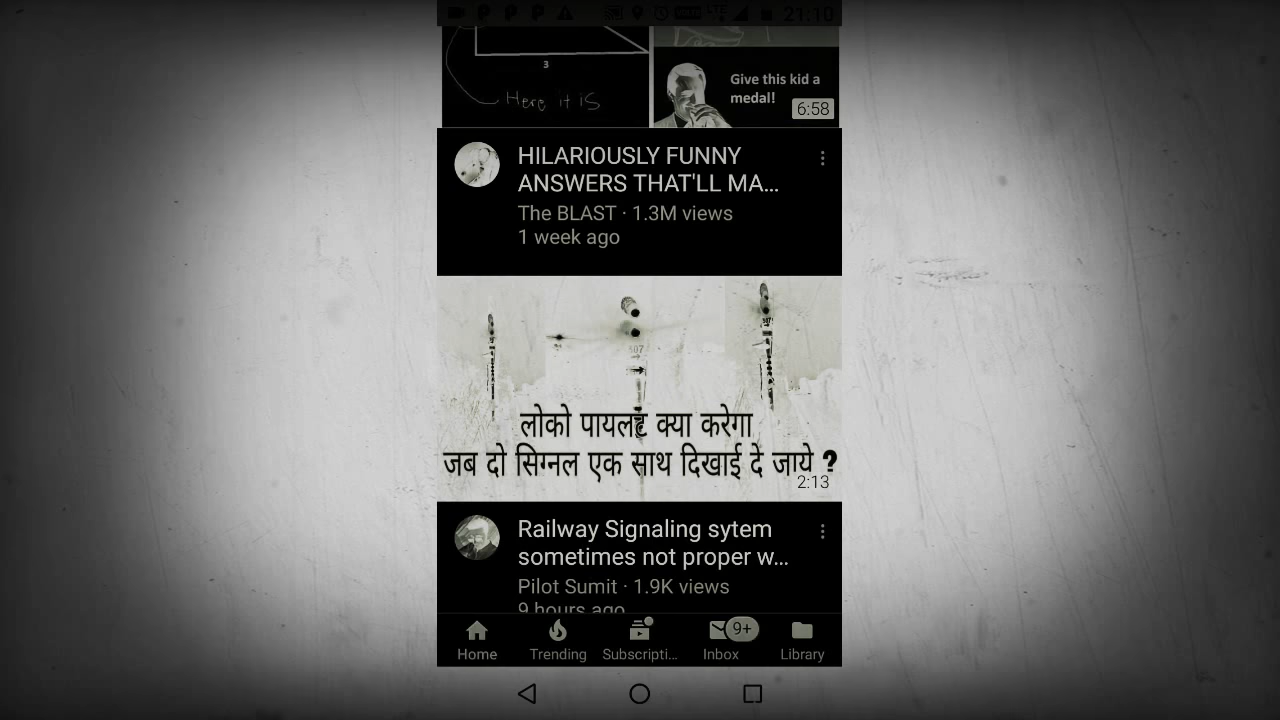 21:10
3
Here it is
Give this kid a
medal!
6:58
HILARIOUSLY FUNNY
ANSWERS THAT'LL MA...
The BLAST · 1.3M views
1 week ago
507
507
लोको पायलट क्या करेगा
जब दो सिग्नल एक साथ दिखाई दे जाये ?
2:13
Railway Signaling sytem
sometimes not proper w...
Pilot Sumit · 1.9K views
9 hours ago
9+
Home Trending Subscripti... Inbox Library